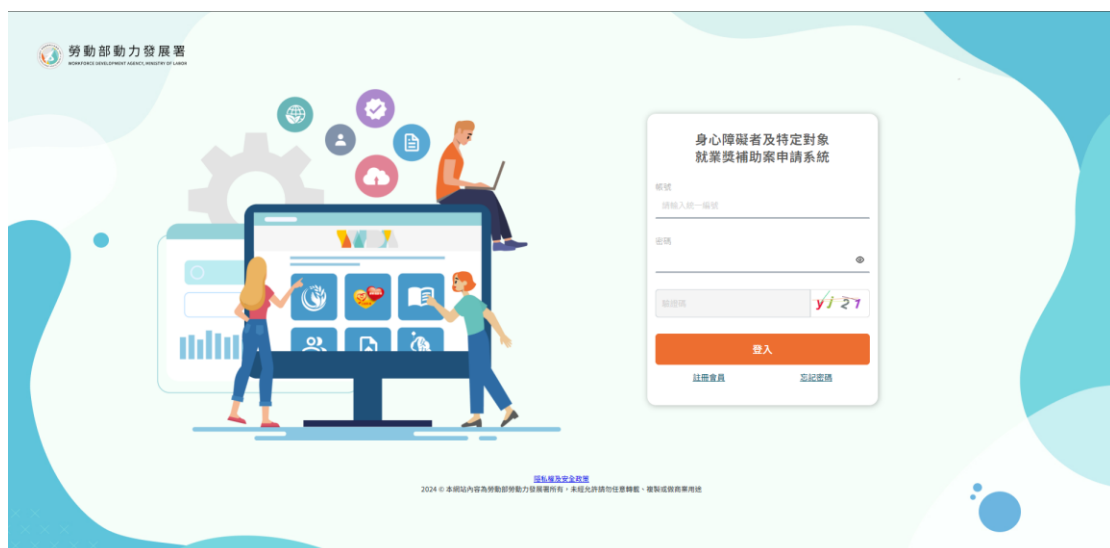 勞動部勞動力發展署
WORKFORCE DEVELOPMENT AGENCY, MINISTRY OF LABOR
身心障礙者及特定對象
就業獎補助案申請系統
帳號
請輸入統一編號
密碼
驗證碼
yi21
登入
註冊會員
忘記密碼
隱私權及安全政策
2024 © 本網站內容為勞動部勞動力發展署所有，未經允許請勿任意轉載、複製或做商業用途